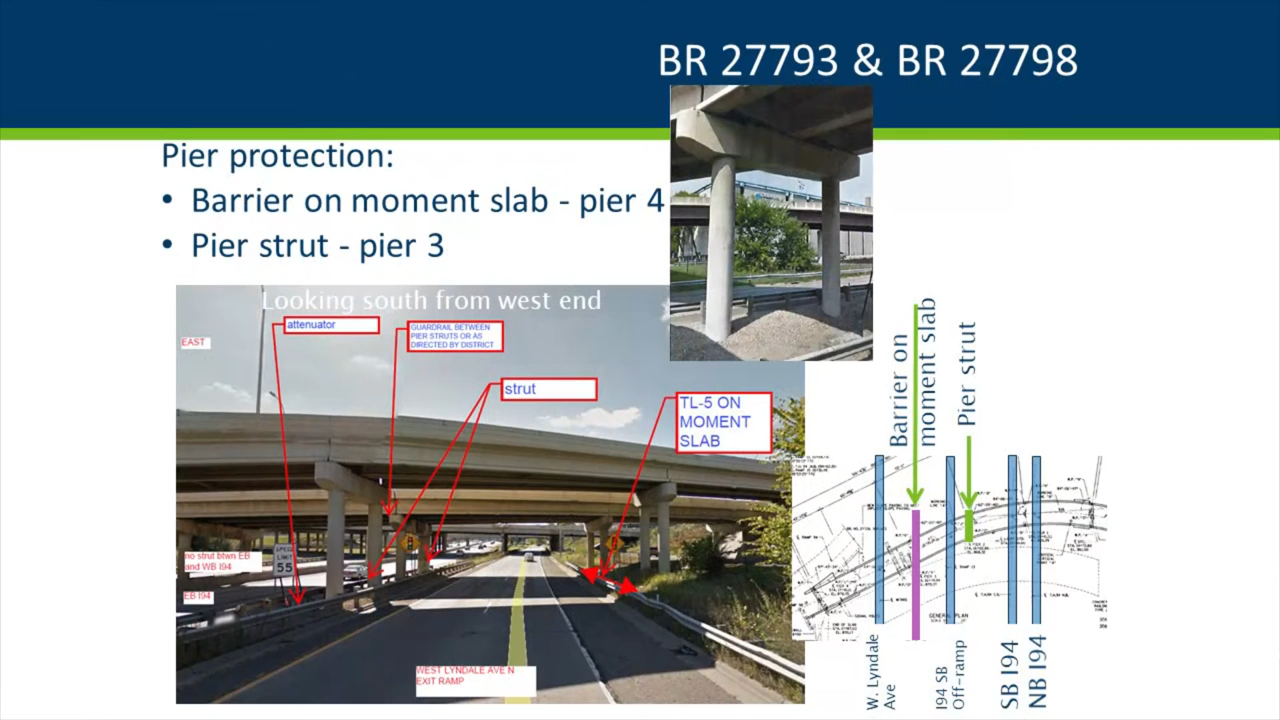 BR 27793 & BR 27798
Pier protection:
• Barrier on moment slab - pier 4
• Pier strut - pier 3
Looking south from west end
attenuator
GUARDRAIL BETWEEN
PIER STRUTS OR AS
DIRECTED BY DISTRICT
EAST
strut
TL-5 ON
MOMENT
SLAB
no strut btwn EB
and WB I94
SPEED
LIMIT
55
EB I94
WEST LYNDALE AVE N
EXIT RAMP
Barrier on
moment slab
Pier strut
GENERAL PLAN
W. Lyndale
Ave
I94 SB
Off-ramp
SB I94
NB I94